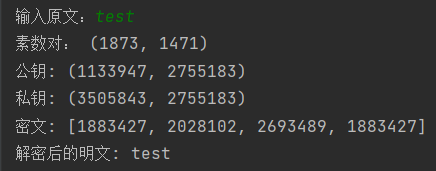 输入原文：test
素数对： (1873, 1471)
公钥: (1133947, 2755183)
私钥: (3505843, 2755183)
密文: [1883427, 2028102, 2693489, 1883427]
解密后的明文: test